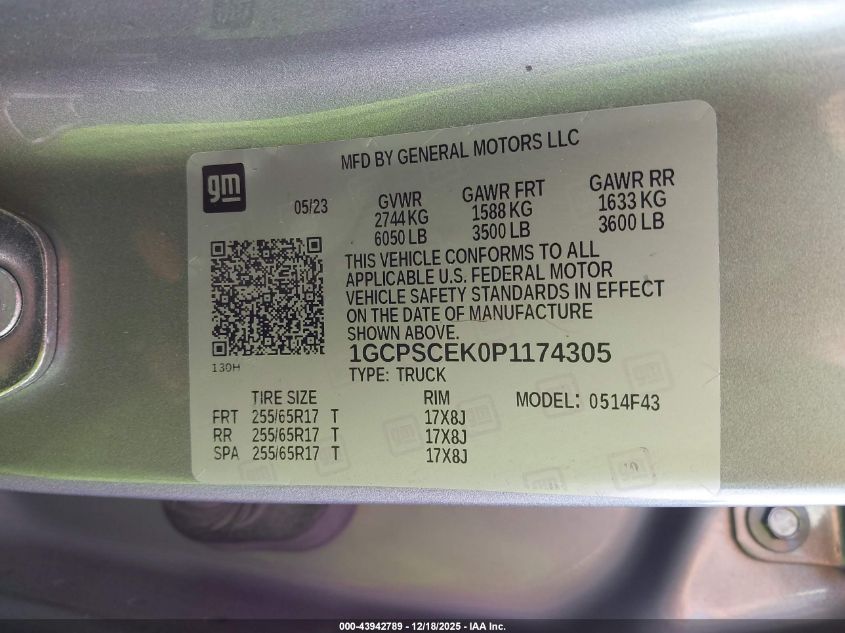 MFD BY GENERAL MOTORS LLC
gm
05/23
GVWR GAWR FRT GAWR RR
2744 KG 1588 KG 1633 KG
6050 LB 3500 LB 3600 LB
THIS VEHICLE CONFORMS TO ALL
APPLICABLE U.S. FEDERAL MOTOR
VEHICLE SAFETY STANDARDS IN EFFECT
ON THE DATE OF MANUFACTURE
SHOWN ABOVE.
130H
1GCPSCEK0P1174305
TYPE: TRUCK
TIRE SIZE RIM MODEL: 0514F43
FRT 255/65R17 T 17X8J
RR 255/65R17 T 17X8J
SPA 255/65R17 T 17X8J
000-43942789 - 12/18/2025 - IAA Inc.